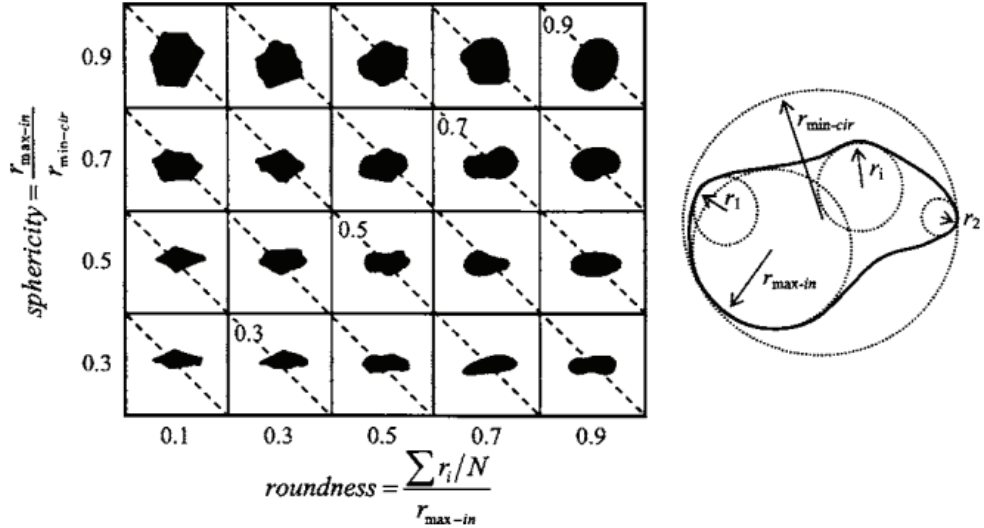 sphericity = r_max-in / r_min-cir
0.9
0.7
0.5
0.3
0.9
0.7
0.5
0.3
0.1 0.3 0.5 0.7 0.9
roundness = ∑ r_i/N / r_max-in
r_min-cir
r_i
r_1
r_2
r_max-in